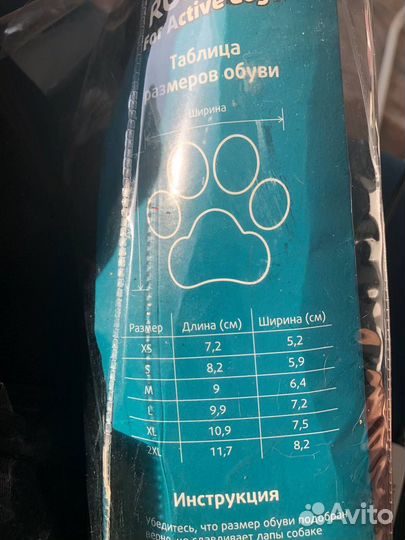 For Active Dogs
Таблица
размеров обуви
Ширина
Размер Длина (см) Ширина (см)
XS 7,2 5,2
S 8,2 5,9
M 9 6,4
L 9,9 7,2
XL 10,9 7,5
2XL 11,7 8,2
Инструкция
Убедитесь, что размер обуви подобран
верно, не сдавливает лапы собаке
Avito